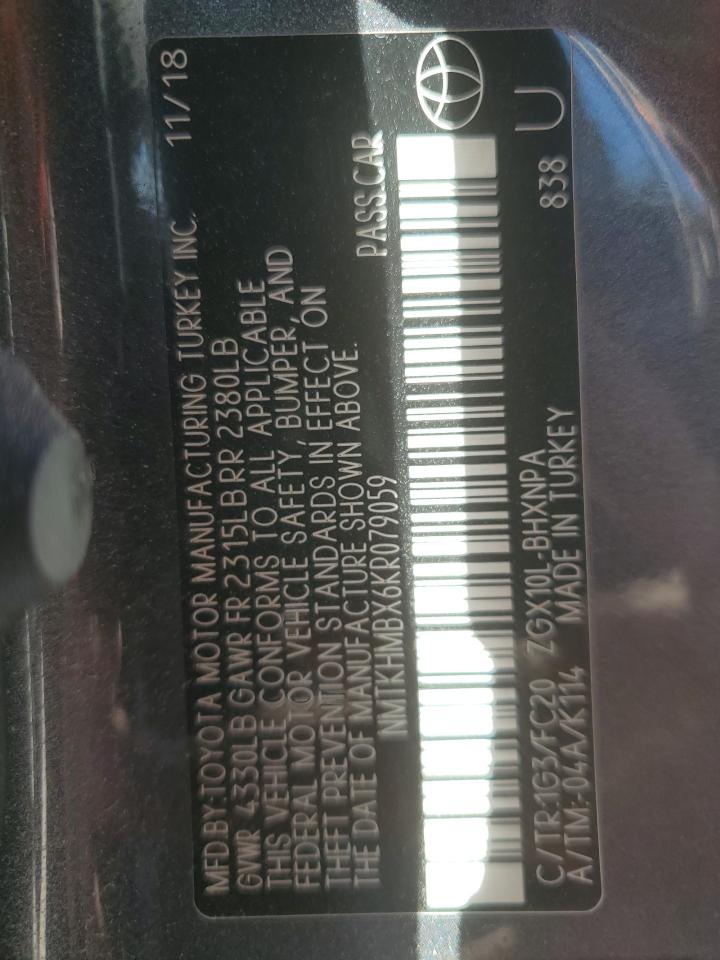 MFD BY:TOYOTA MOTOR MANUFACTURING TURKEY INC. 11/18
GVWR 4330LB GAWR FR 2315LB RR 2380LB
THIS VEHICLE CONFORMS TO ALL APPLICABLE
FEDERAL MOTOR VEHICLE SAFETY, BUMPER, AND
THEFT PREVENTION STANDARDS IN EFFECT ON
THE DATE OF MANUFACTURE SHOWN ABOVE.
NMTKHMBX6KR079059 PASS.CAR
C/TR:1G3/FC20 ZGX10L-BHXNPA 838 U
A/TM:-04A/K114 MADE IN TURKEY